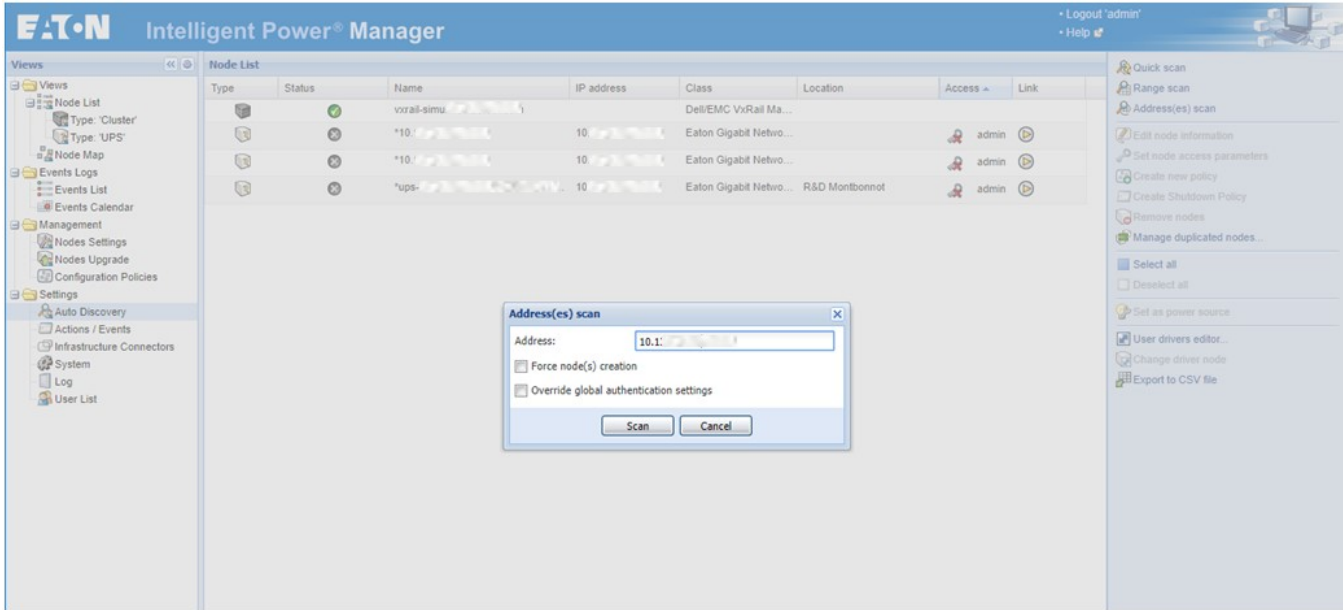 EATON Intelligent Power® Manager
• Logout 'admin'
• Help
Views
Views
Node List
Type: 'Cluster'
Type: 'UPS'
Node Map
Events Logs
Events List
Events Calendar
Management
Nodes Settings
Nodes Upgrade
Configuration Policies
Settings
Auto Discovery
Actions / Events
Infrastructure Connectors
System
Log
User List
Node List
Type Status Name IP address Class Location Access Link
vxrail-simu. Dell/EMC VxRail Ma...
*10. 10 Eaton Gigabit Netwo... admin
*10. 10 Eaton Gigabit Netwo... admin
*ups- 10 Eaton Gigabit Netwo... R&D Montbonnot admin
Address(es) scan
Address: 10.1
Force node(s) creation
Override global authentication settings
Scan Cancel
Quick scan
Range scan
Address(es) scan
Edit node information
Set node access parameters
Create new policy
Create Shutdown Policy
Remove nodes
Manage duplicated nodes...
Select all
Deselect all
Set as power source
User drivers editor...
Change driver node
Export to CSV file